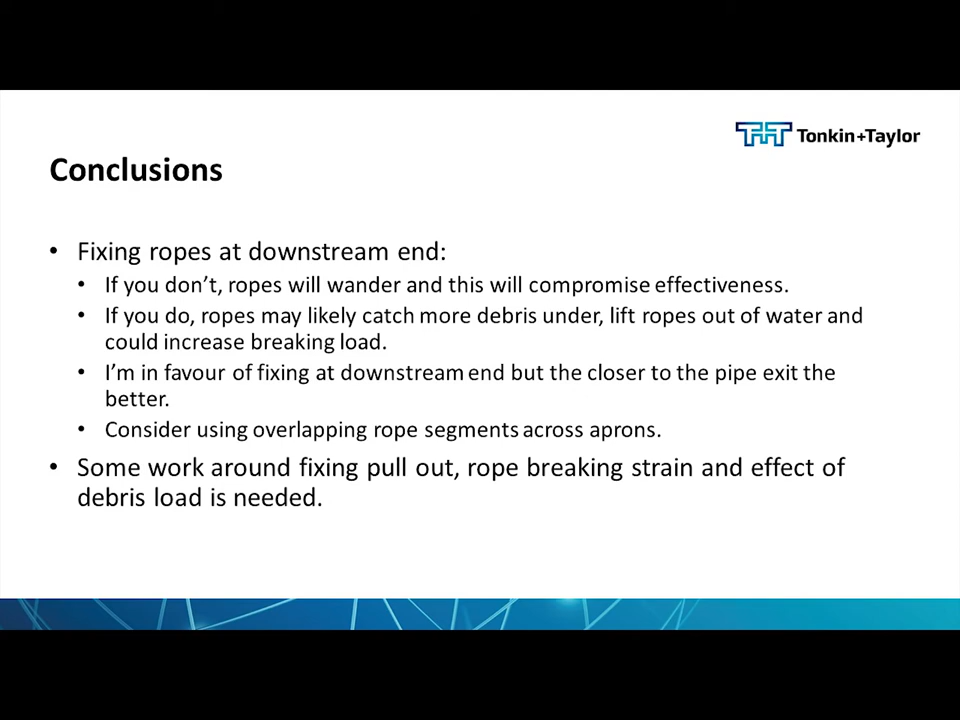 Tonkin+Taylor
Conclusions
• Fixing ropes at downstream end:
• If you don’t, ropes will wander and this will compromise effectiveness.
• If you do, ropes may likely catch more debris under, lift ropes out of water and
could increase breaking load.
• I’m in favour of fixing at downstream end but the closer to the pipe exit the
better.
• Consider using overlapping rope segments across aprons.
• Some work around fixing pull out, rope breaking strain and effect of
debris load is needed.